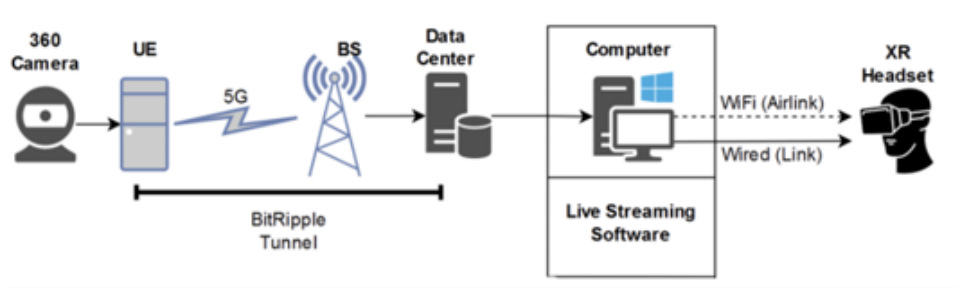 360
Camera
UE
5G
BS
Data
Center
Computer
WiFi (Airlink)
Wired (Link)
XR
Headset
BitRipple
Tunnel
Live Streaming
Software